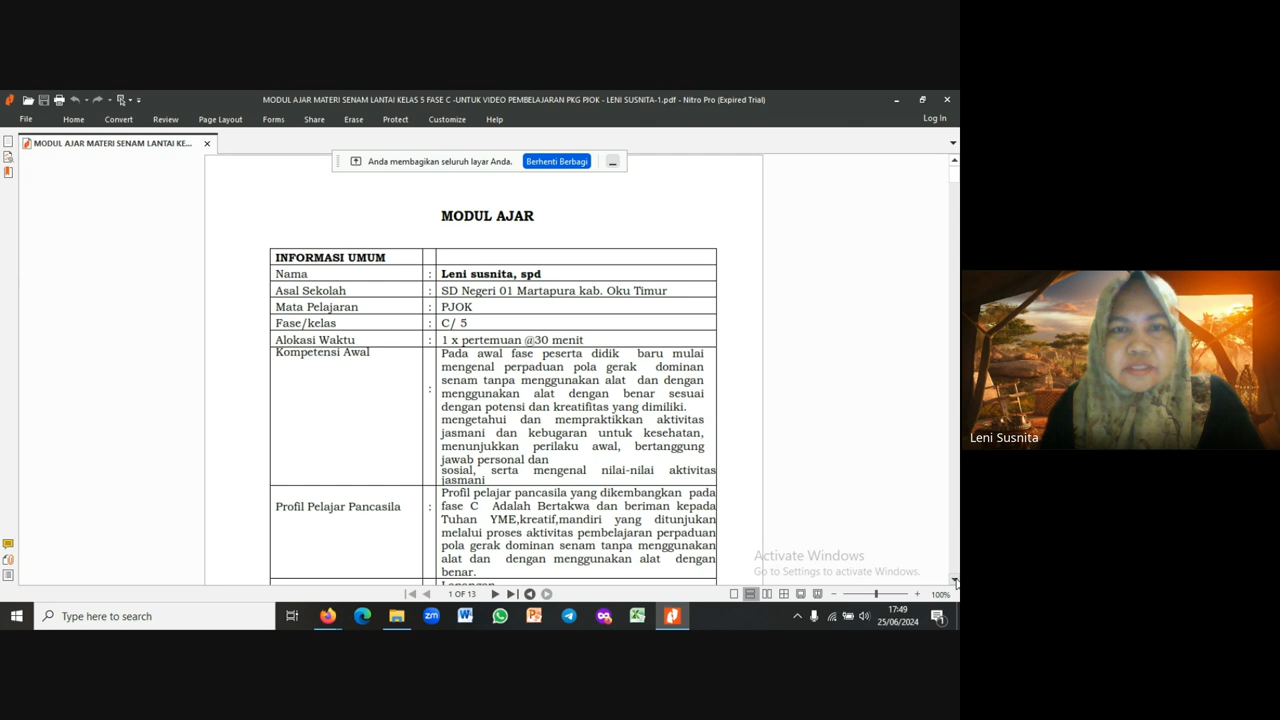 MODUL AJAR MATERI SENAM LANTAI KELAS 5 FASE C -UNTUK VIDEO PEMBELAJARAN PKG PJOK - LENI SUSNITA-1.pdf - Nitro Pro (Expired Trial)
File Home Convert Review Page Layout Forms Share Erase Protect Customize Help Log In
MODUL AJAR MATERI SENAM LANTAI KE...
Anda membagikan seluruh layar Anda. Berhenti Berbagi
MODUL AJAR
INFORMASI UMUM
Nama : Leni susnita, spd
Asal Sekolah : SD Negeri 01 Martapura kab. Oku Timur
Mata Pelajaran : PJOK
Fase/kelas : C/ 5
Alokasi Waktu : 1 x pertemuan @30 menit
Kompetensi Awal : Pada awal fase peserta didik baru mulai
mengenal perpaduan pola gerak dominan
senam tanpa menggunakan alat dan dengan
menggunakan alat dengan benar sesuai
dengan potensi dan kreatifitas yang dimiliki.
mengetahui dan mempraktikkan aktivitas
jasmani dan kebugaran untuk kesehatan,
menunjukkan perilaku awal, bertanggung
jawab personal dan
sosial, serta mengenal nilai-nilai aktivitas
jasmani
Profil Pelajar Pancasila : Profil pelajar pancasila yang dikembangkan pada
fase C Adalah Bertakwa dan beriman kepada
Tuhan YME,kreatif,mandiri yang ditunjukan
melalui proses aktivitas pembelajaran perpaduan
pola gerak dominan senam tanpa menggunakan
alat dan dengan menggunakan alat dengan
benar.
Lapangan
Activate Windows
Go to Settings to activate Windows.
1 OF 13
100%
Type here to search
17:49
25/06/2024
Leni Susnita